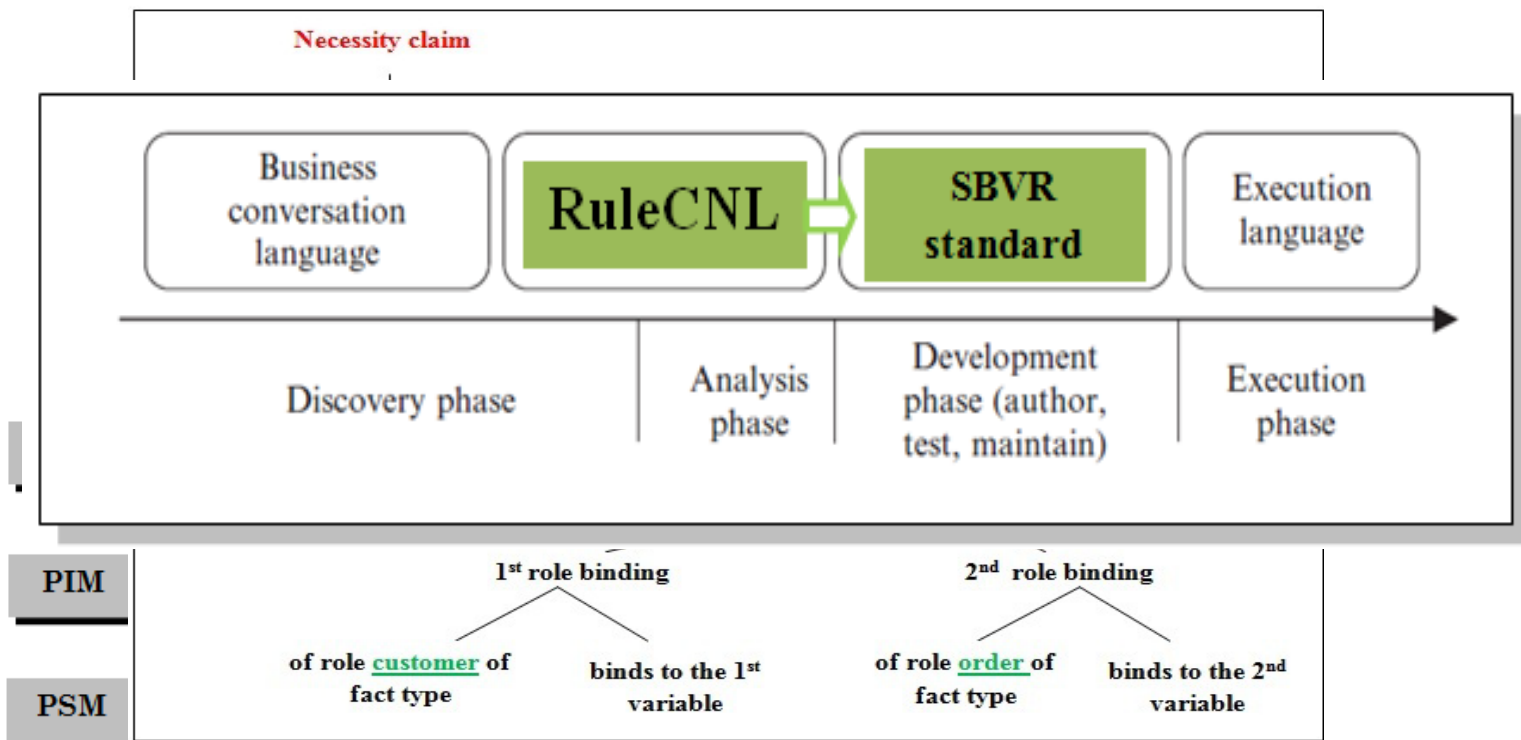 Necessity claim
Business
conversation
language
RuleCNL
SBVR
standard
Execution
language
Discovery phase
Analysis
phase
Development
phase (author,
test, maintain)
Execution
phase
PIM
1st role binding
2nd role binding
of role customer of
fact type
binds to the 1st
variable
of role order of
fact type
binds to the 2nd
variable
PSM